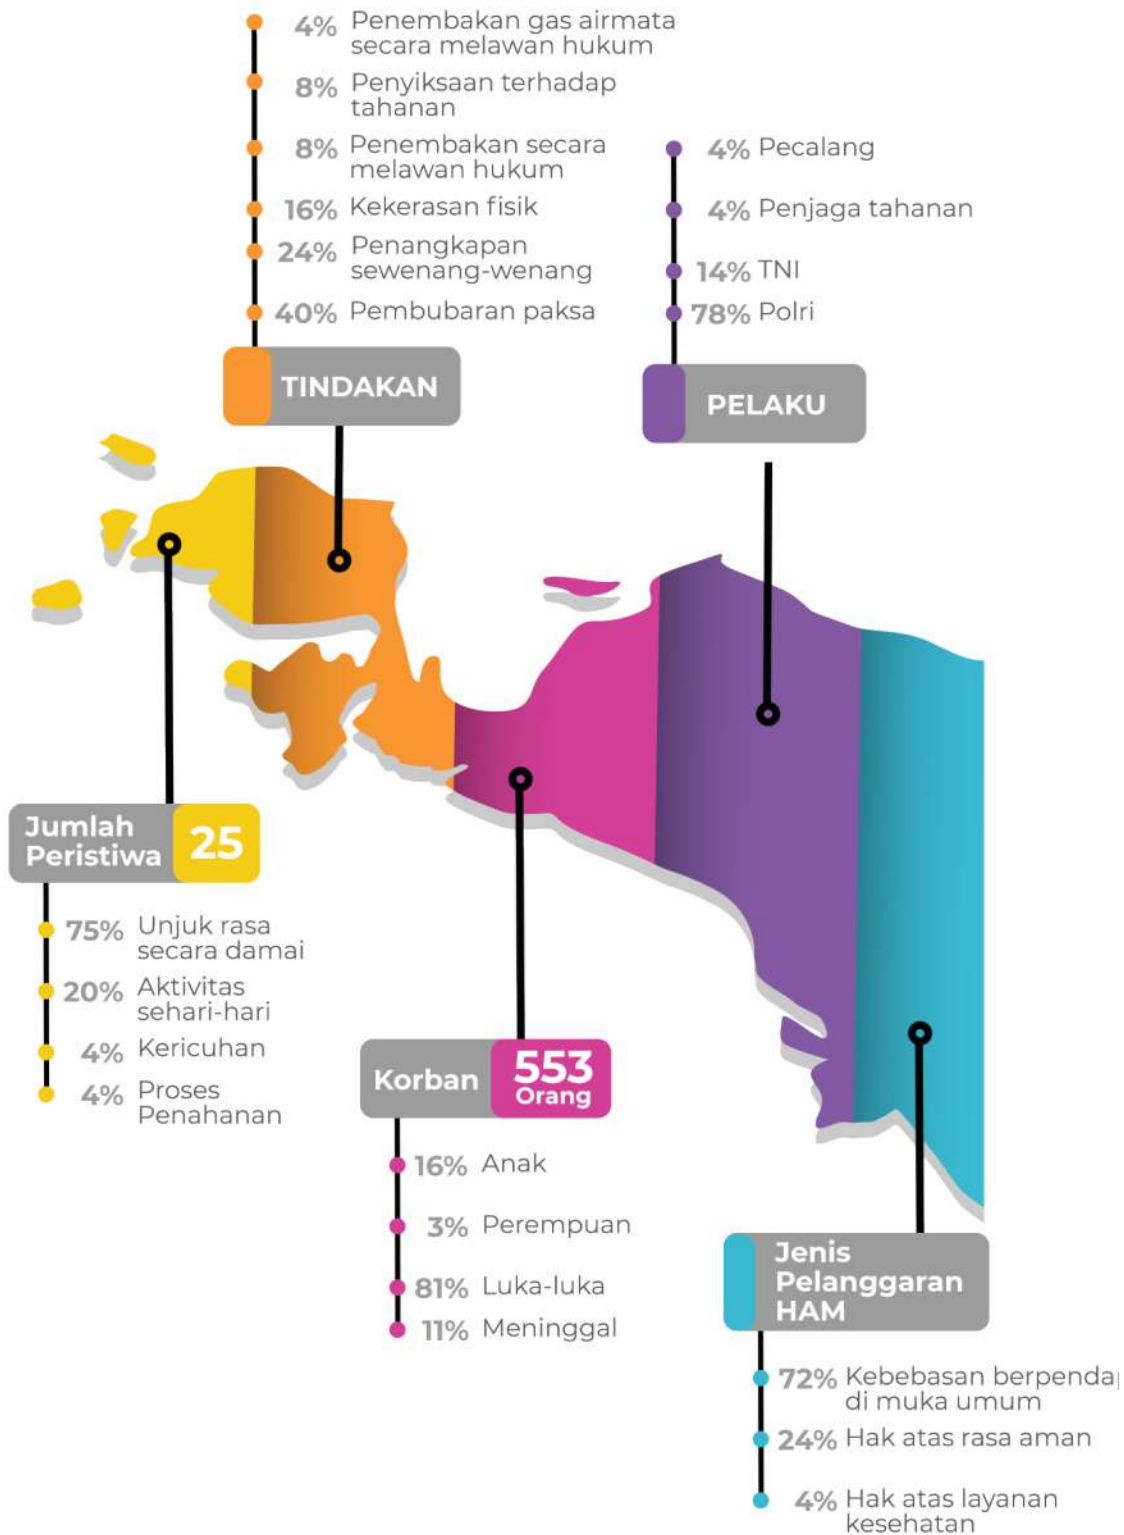 4% Penembakan gas airmata
secara melawan hukum
8% Penyiksaan terhadap
tahanan
8% Penembakan secara
melawan hukum
16% Kekerasan fisik
24% Penangkapan
sewenang-wenang
40% Pembubaran paksa
TINDAKAN
4% Pecalang
4% Penjaga tahanan
14% TNI
78% Polri
PELAKU
Jumlah
Peristiwa
25
75% Unjuk rasa
secara damai
20% Aktivitas
sehari-hari
4% Kericuhan
4% Proses
Penahanan
Korban
553
Orang
16% Anak
3% Perempuan
81% Luka-luka
11% Meninggal
Jenis
Pelanggaran
HAM
72% Kebebasan berpenda
di muka umum
24% Hak atas rasa aman
4% Hak atas layanan
kesehatan